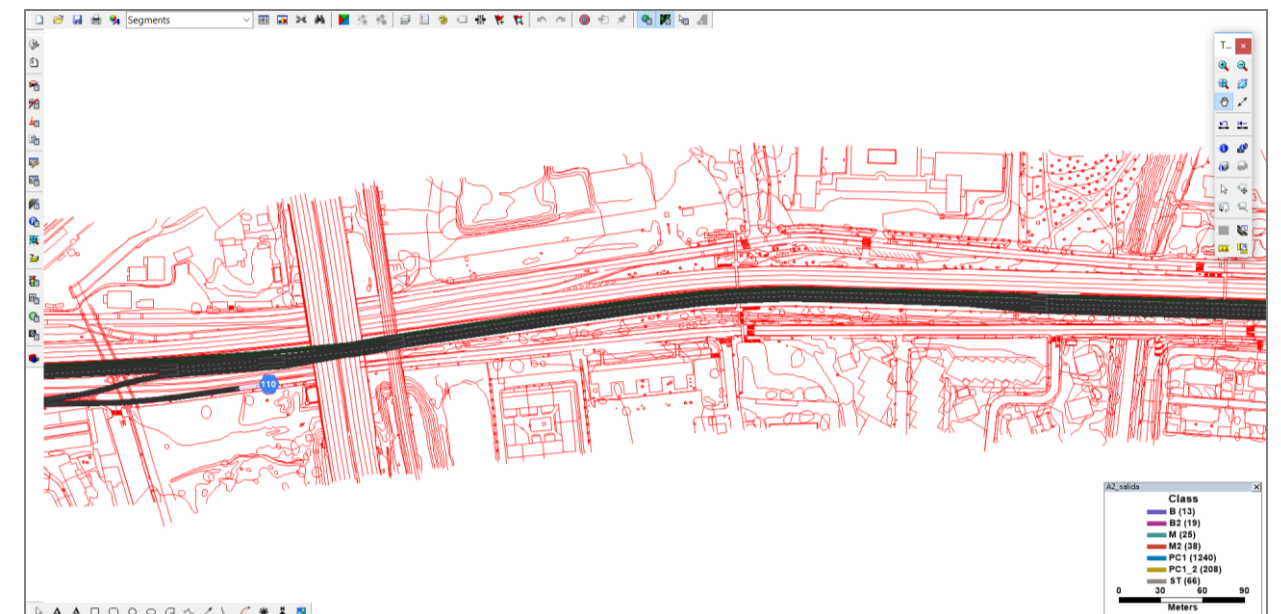 Segments
T...
110
A2_salida
Class
B (13)
B2 (19)
M (25)
M2 (38)
PC1 (1240)
PC1_2 (208)
ST (66)
0 30 60 90
Meters